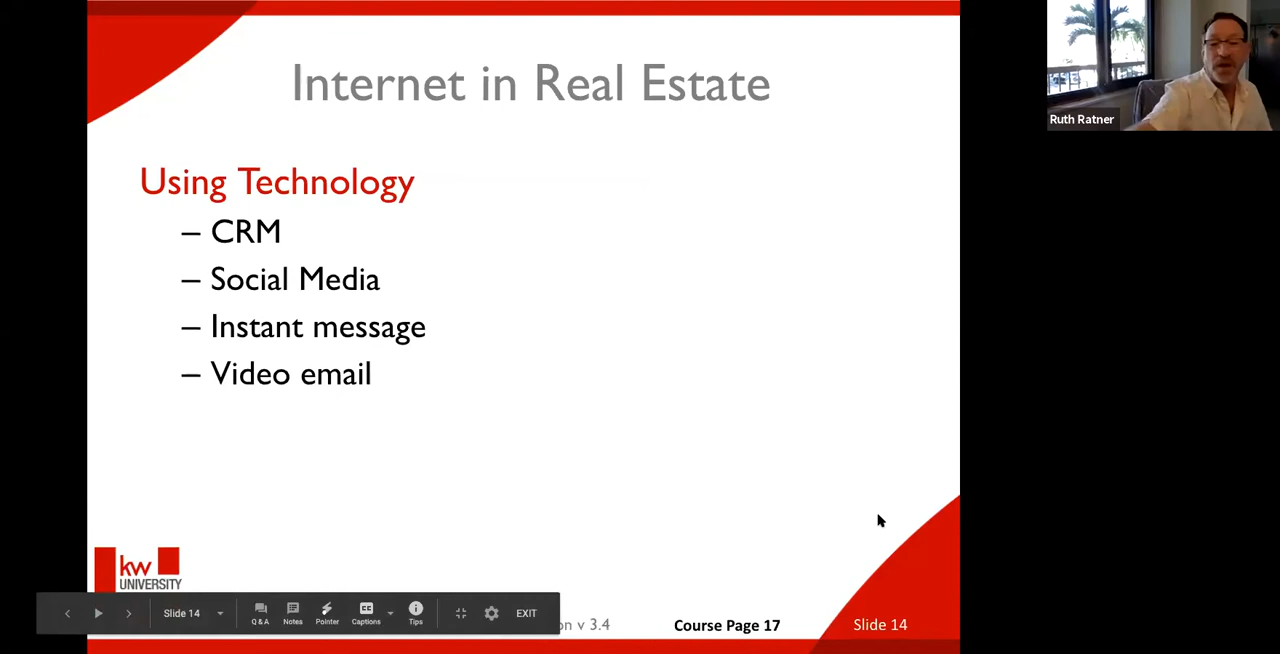 Internet in Real Estate
Ruth Ratner
Using Technology
– CRM
– Social Media
– Instant message
– Video email
kw
UNIVERSITY
Slide 14
Q & A
Notes
Pointer
CC
Captions
Tips
EXIT
v 3.4
Course Page 17
Slide 14